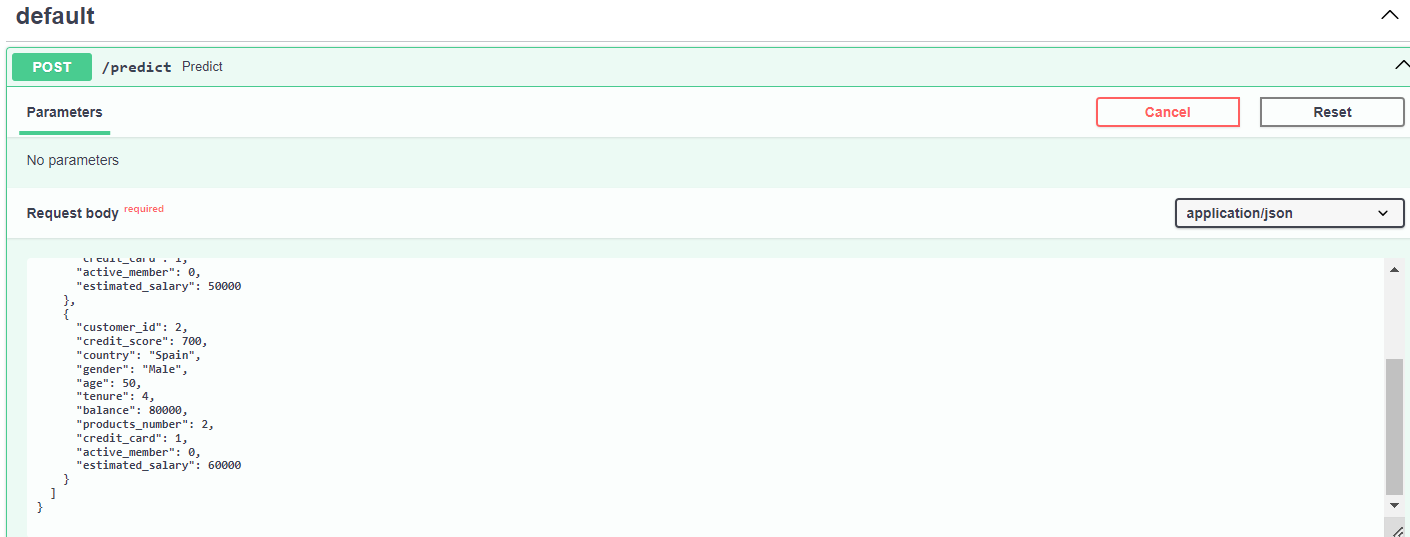 default
POST /predict Predict
Parameters
Cancel
Reset
No parameters
Request body required
application/json
"credit_card": 1,
"active_member": 0,
"estimated_salary": 50000
},
{
"customer_id": 2,
"credit_score": 700,
"country": "Spain",
"gender": "Male",
"age": 50,
"tenure": 4,
"balance": 80000,
"products_number": 2,
"credit_card": 1,
"active_member": 0,
"estimated_salary": 60000
}
]
}